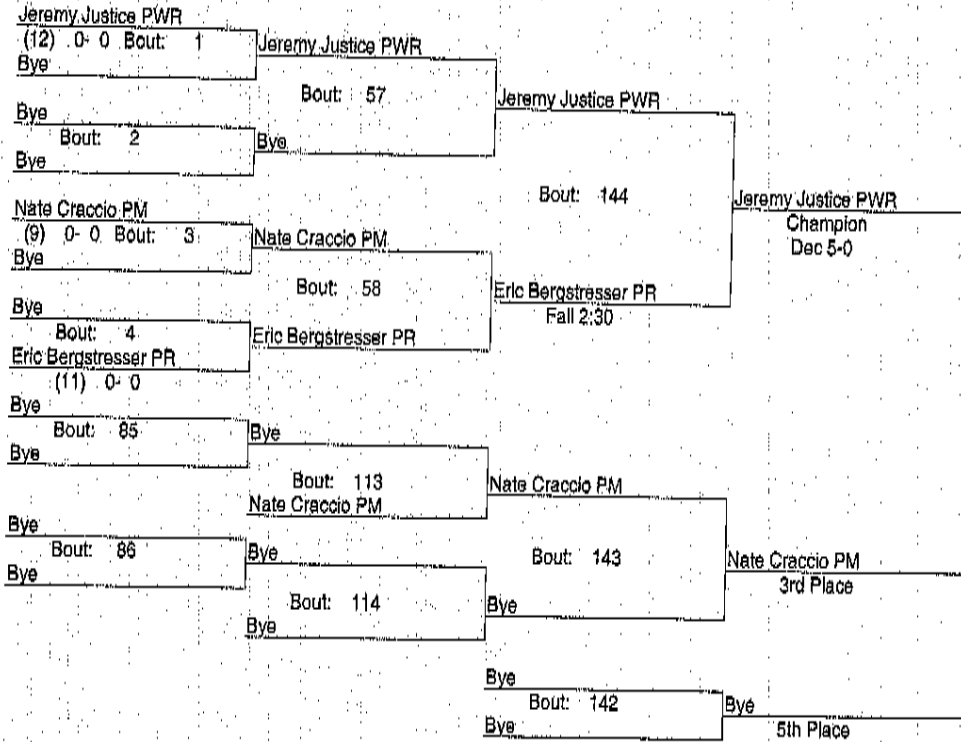 Jeremy Justice PWR
(12) 0- 0 Bout: 1
Bye
Jeremy Justice PWR
Bout: 57
Bye
Bout: 2
Bye
Bye
Jeremy Justice PWR
Bout: 144
Nate Craccio PM
(9) 0- 0 Bout: 3
Bye
Nate Craccio PM
Bout: 58
Bye
Bout: 4
Eric Bergstresser PR
(11) 0- 0
Eric Bergstresser PR
Eric Bergstresser PR
Fall 2:30
Jeremy Justice PWR
Champion
Dec 5-0
Bye
Bout: 85
Bye
Bye
Bout: 113
Nate Craccio PM
Nate Craccio PM
Bye
Bout: 86
Bye
Bye
Bout: 114
Bye
Bout: 143
Bye
Nate Craccio PM
3rd Place
Bye
Bout: 142
Bye
Bye
5th Place